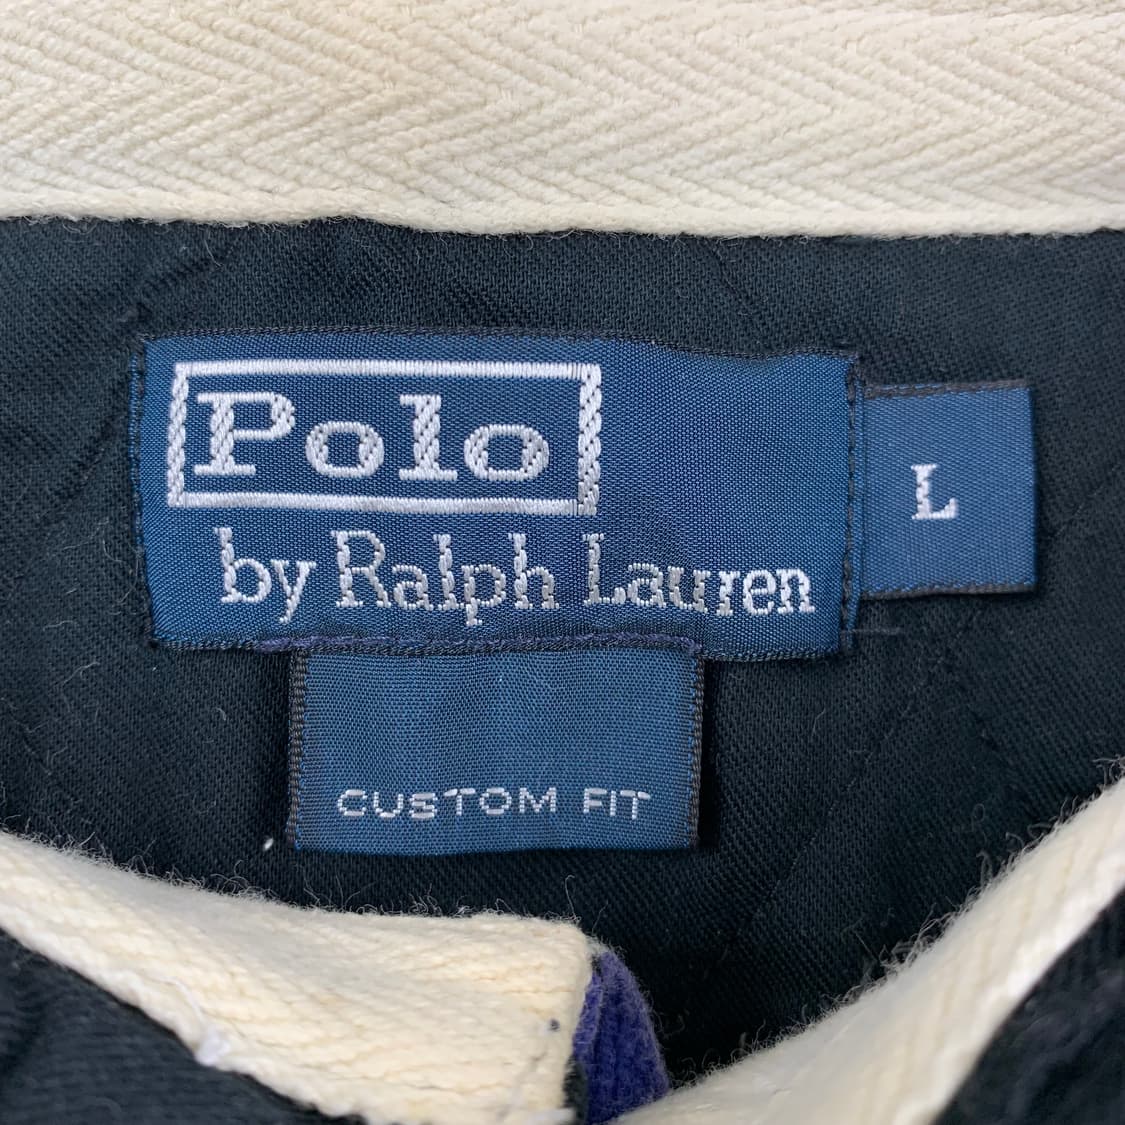 Polo
by Ralph Lauren
L
CUSTOM FIT